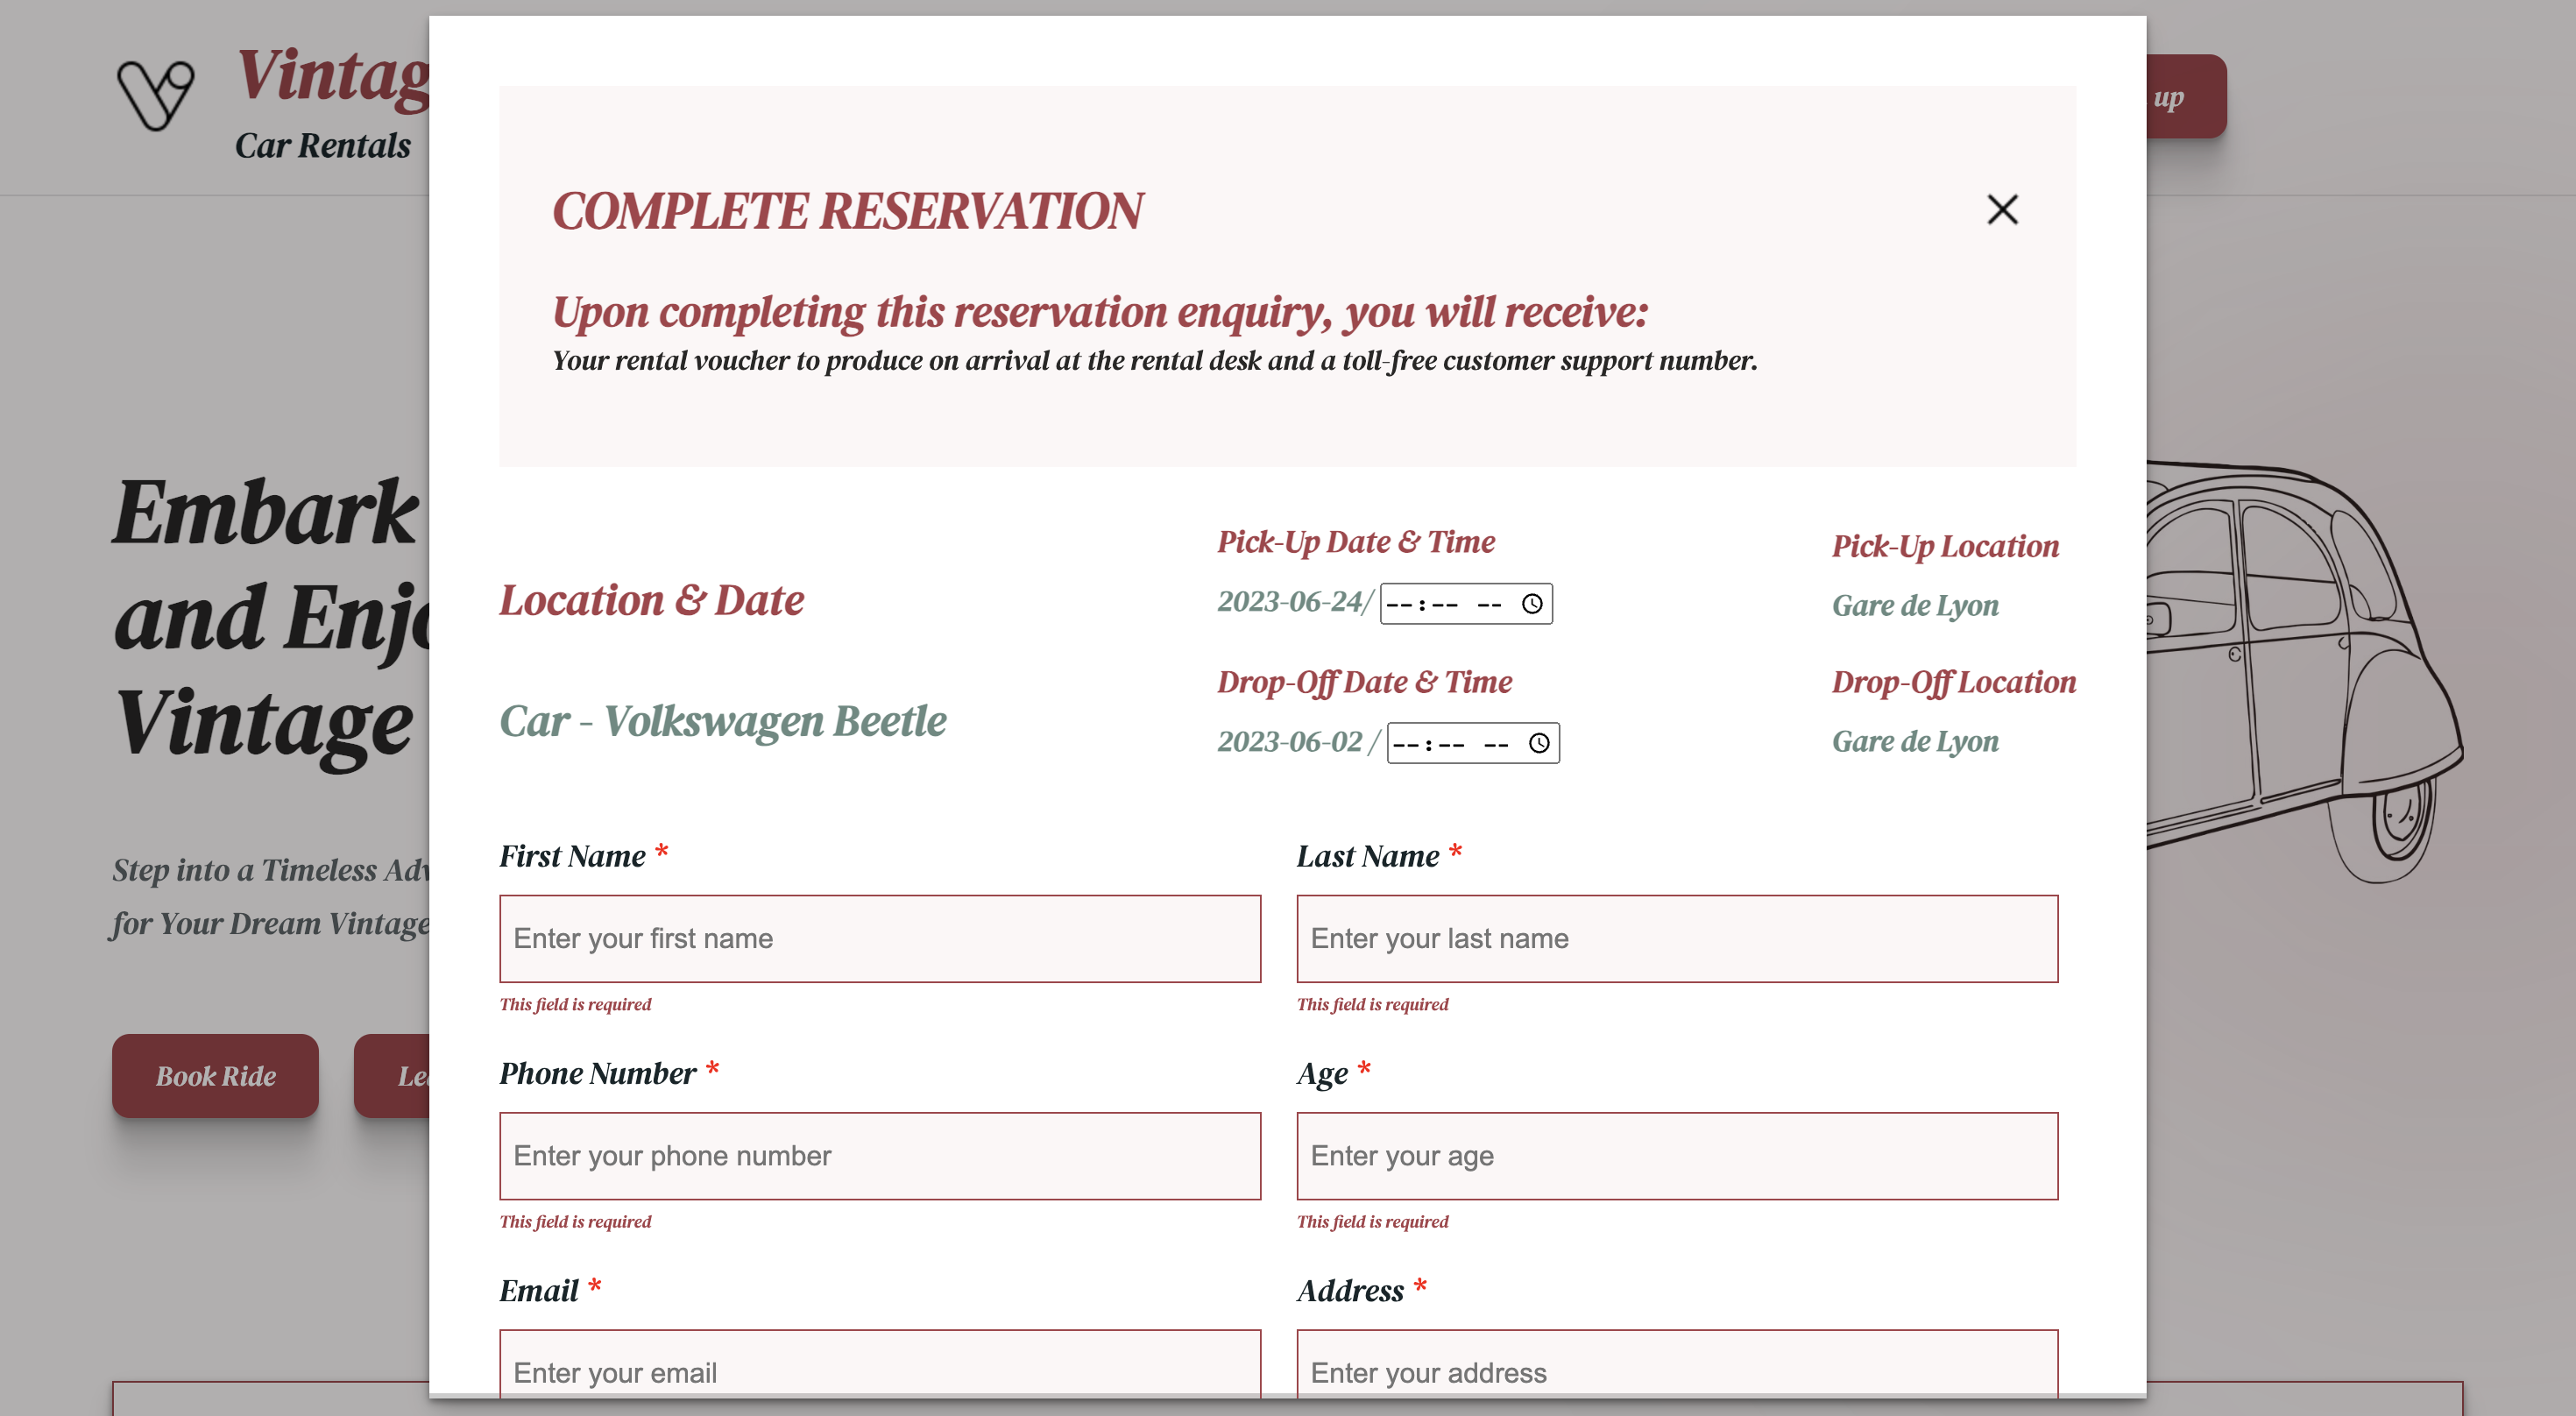 Vintag
Car Rentals
up
COMPLETE RESERVATION
Upon completing this reservation enquiry, you will receive:
Your rental voucher to produce on arrival at the rental desk and a toll-free customer support number.
Embark
and Enjo
Vintage
Step into a Timeless Adv
for Your Dream Vintage
Book Ride
Le
Location & Date
Car - Volkswagen Beetle
Pick-Up Date & Time
2023-06-24/ --:-- --
Drop-Off Date & Time
2023-06-02 / --:-- --
Pick-Up Location
Gare de Lyon
Drop-Off Location
Gare de Lyon
First Name *
Enter your first name
This field is required
Last Name *
Enter your last name
This field is required
Phone Number *
Enter your phone number
This field is required
Age *
Enter your age
This field is required
Email *
Enter your email
Address *
Enter your address